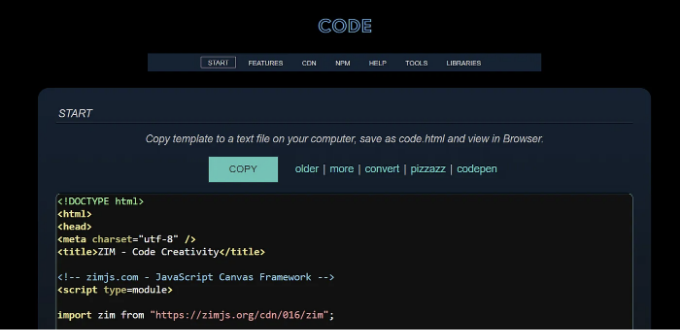 CODE
START FEATURES CDN NPM HELP TOOLS LIBRARIES
START
Copy template to a text file on your computer, save as code.html and view in Browser.
COPY older | more | convert | pizzazz | codepen
<!DOCTYPE html>
<html>
<head>
<meta charset="utf-8" />
<title>ZIM - Code Creativity</title>
<!-- zimjs.com - JavaScript Canvas Framework -->
<script type=module>
import zim from "https://zimjs.org/cdn/016/zim";